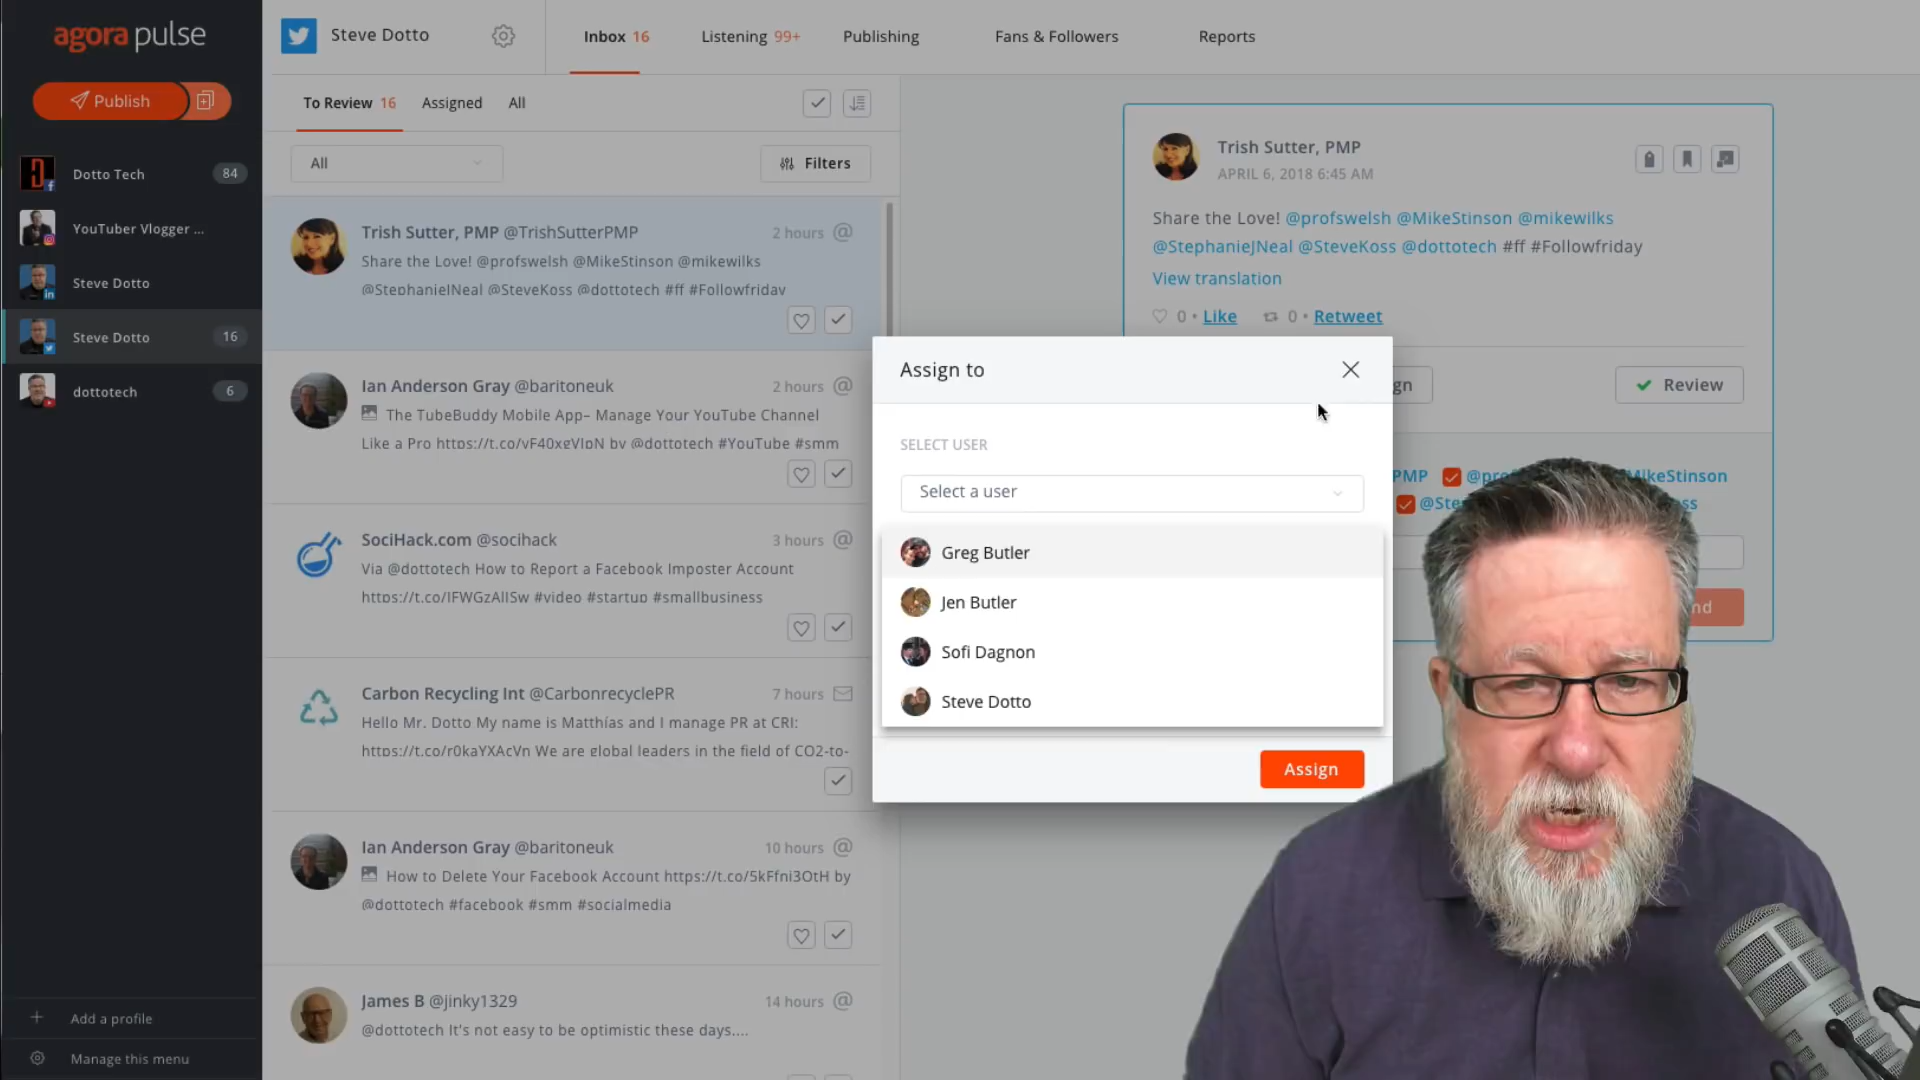 agora pulse
Publish
Dotto Tech 84
YouTuber Vlogger ...
Steve Dotto
Steve Dotto 16
dottotech 6
Add a profile
Manage this menu
Steve Dotto
Inbox 16 Listening 99+ Publishing Fans & Followers Reports
To Review 16 Assigned All
All
Filters
Trish Sutter, PMP @TrishSutterPMP 2 hours @
Share the Love! @profswelsh @MikeStinson @mikewilks
@StephanieJNeal @SteveKoss @dottotech #ff #Followfriday
Ian Anderson Gray @baritoneuk 2 hours @
The TubeBuddy Mobile App– Manage Your YouTube Channel
Like a Pro https://t.co/vF40xgVIpN by @dottotech #YouTube #smm
SociHack.com @socihack 3 hours @
Via @dottotech How to Report a Facebook Imposter Account
https://t.co/IFWGzAlISw #video #startup #smallbusiness
Carbon Recycling Int @CarbonrecyclePR 7 hours
Hello Mr. Dotto My name is Matthías and I manage PR at CRI:
https://t.co/r0kaYXAcVn We are global leaders in the field of CO2-to-
Ian Anderson Gray @baritoneuk 10 hours @
How to Delete Your Facebook Account https://t.co/5kFfni3OtH by
@dottotech #facebook #smm #socialmedia
James B @jinky1329 14 hours @
@dottotech It's not easy to be optimistic these days....
Trish Sutter, PMP
APRIL 6, 2018 6:45 AM
Share the Love! @profswelsh @MikeStinson @mikewilks
@StephanieJNeal @SteveKoss @dottotech #ff #Followfriday
View translation
0 • Like 0 • Retweet
gn
Review
PMP @pro MikeStinson
@Ste ss
nd
Assign to
SELECT USER
Select a user
Greg Butler
Jen Butler
Sofi Dagnon
Steve Dotto
Assign